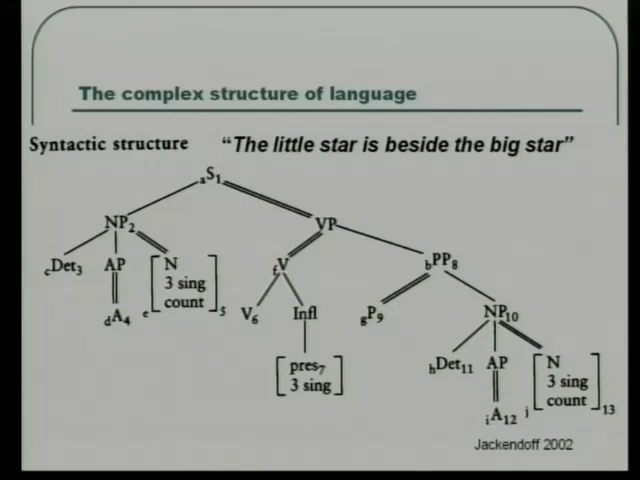 The complex structure of language
Syntactic structure "The little star is beside the big star"
aS1
NP2 VP
cDet3 AP N fV bPP8
3 sing
dA4 e count 5 V6 Infl gP9 NP10
pres7 hDet11 AP N
3 sing 3 sing
iA12 j count 13
Jackendoff 2002